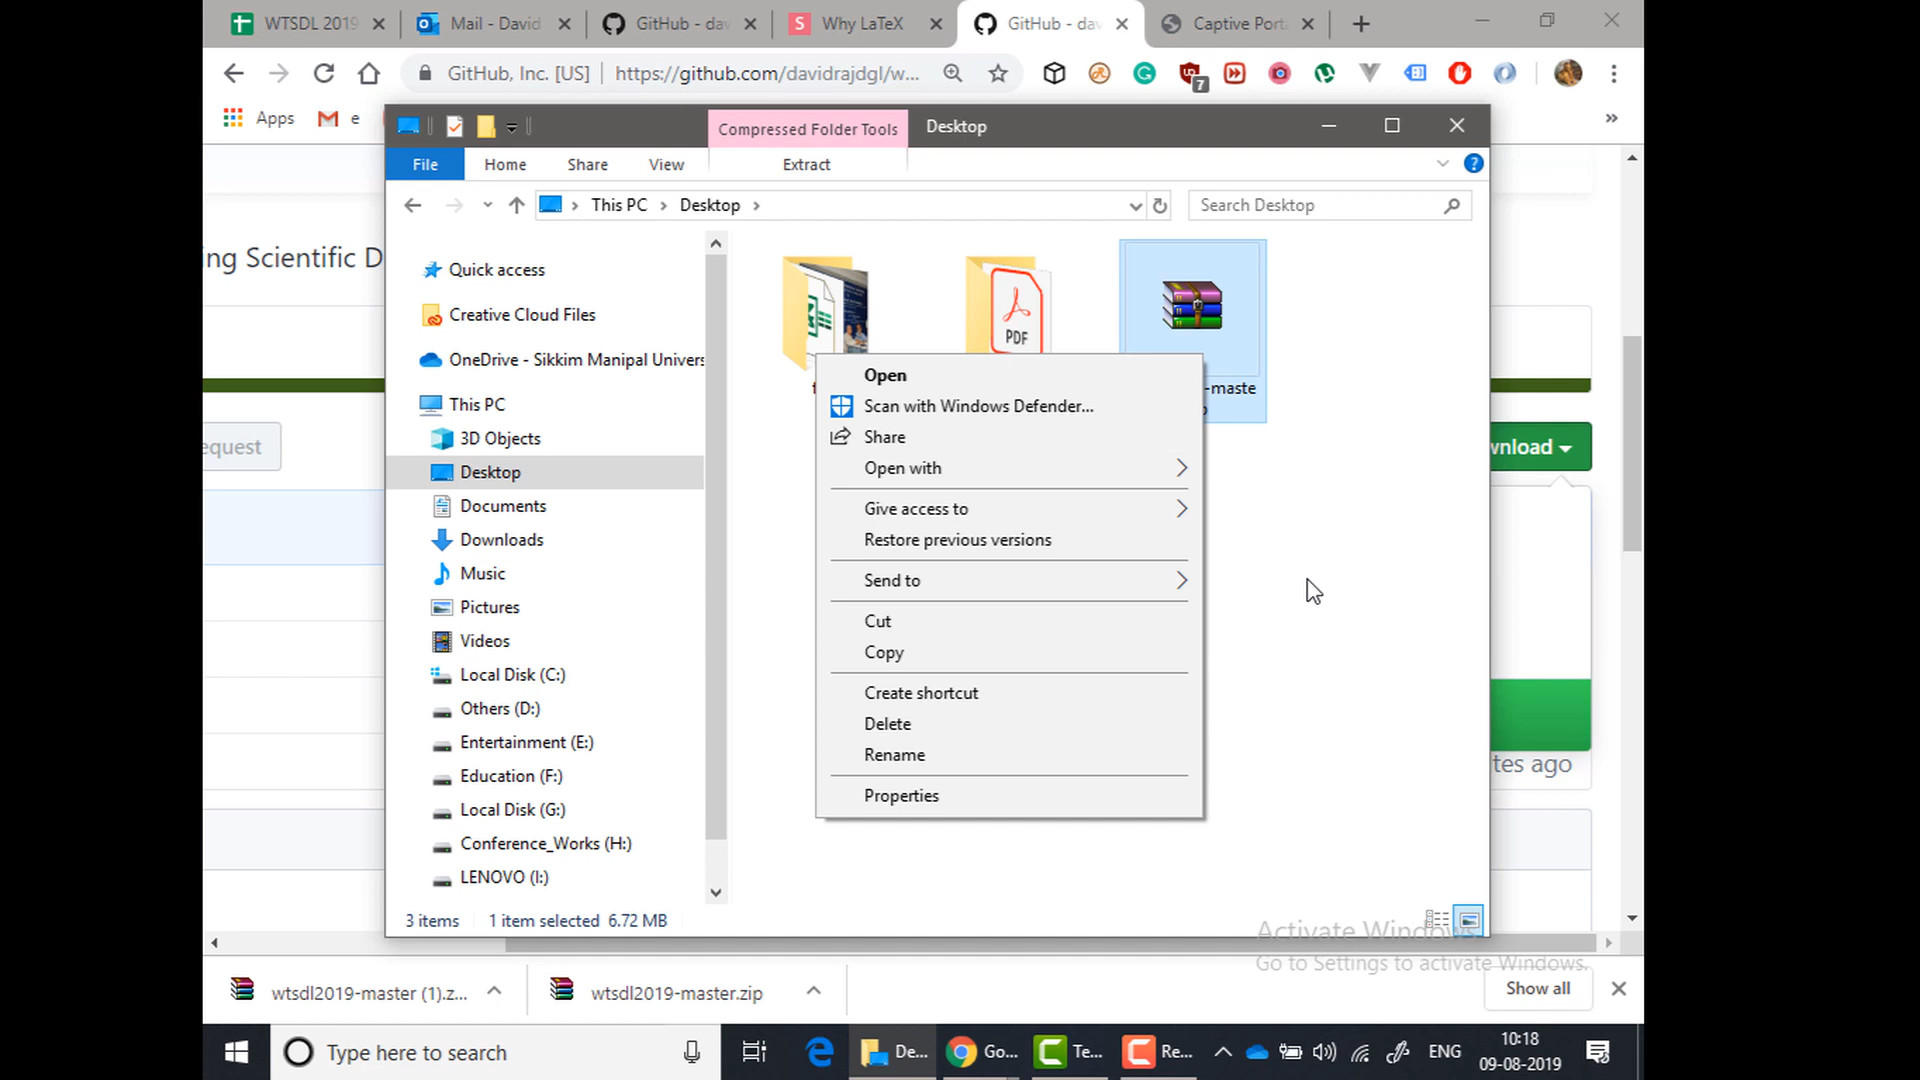 WTSDL 2019
Mail - David
GitHub - dav
Why LaTeX
GitHub - dav
Captive Porta
GitHub, Inc. [US]
https://github.com/davidrajdgl/w...
7
Apps
e
»
Compressed Folder Tools
Desktop
File
Home
Share
View
Extract
This PC
Desktop
Search Desktop
ing Scientific D
Quick access
Creative Cloud Files
OneDrive - Sikkim Manipal Univers
This PC
3D Objects
Desktop
Documents
Downloads
Music
Pictures
Videos
Local Disk (C:)
Others (D:)
Entertainment (E:)
Education (F:)
Local Disk (G:)
Conference_Works (H:)
LENOVO (I:)
PDF
-maste
Open
Scan with Windows Defender...
Share
Open with
Give access to
Restore previous versions
Send to
Cut
Copy
Create shortcut
Delete
Rename
Properties
equest
wnload
tes ago
3 items
1 item selected 6.72 MB
Activate Windows
Go to Settings to activate Windows.
wtsdl2019-master (1).z...
wtsdl2019-master.zip
Show all
Type here to search
De...
Go...
Te...
Re...
ENG
10:18
09-08-2019